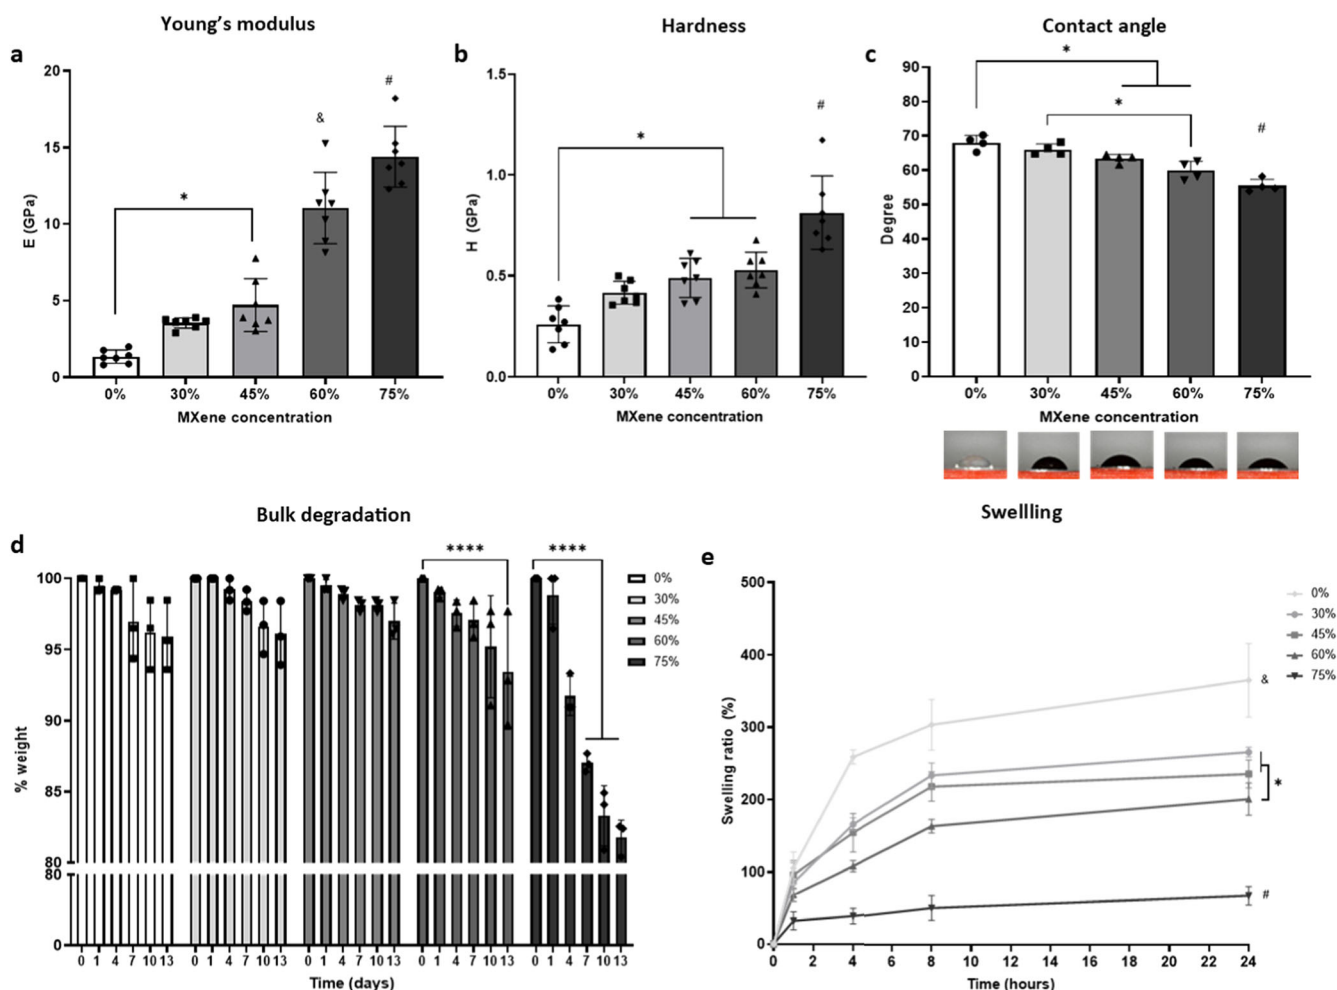 Young's modulus
a
&
#
*
20
15
10
5
0
E (GPa)
0% 30% 45% 60% 75%
MXene concentration
Hardness
b
#
*
1.5
1.0
0.5
0.0
H (GPa)
0% 30% 45% 60% 75%
MXene concentration
Contact angle
c
*
*
#
90
80
70
60
50
40
30
20
10
0
Degree
0% 30% 45% 60% 75%
MXene concentration
Bulk degradation
d
**** ****
100
95
90
85
80
80
0
% weight
0 1 4 7 10 13 0 1 4 7 10 13 0 1 4 7 10 13 0 1 4 7 10 13 0 1 4 7 10 13
Time (days)
0%
30%
45%
60%
75%
Swellling
e
500
400
300
200
100
0
Swelling ratio (%)
0 2 4 6 8 10 12 14 16 18 20 22 24
Time (hours)
0%
30%
45%
60%
75%
&
*
#